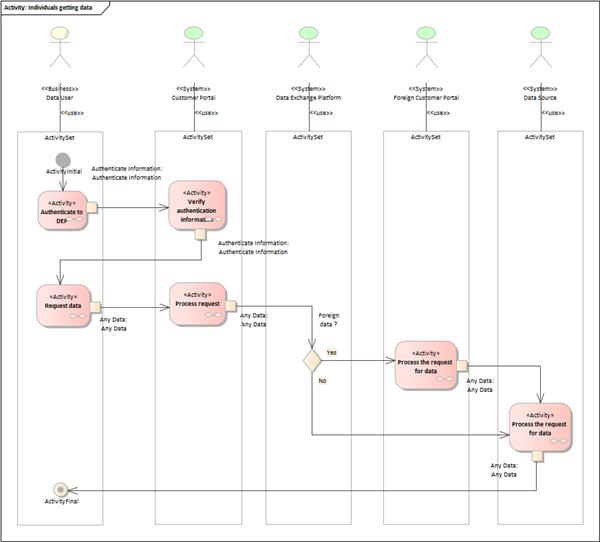 Activity: Individuals getting data
<<Business>>
Data User
<<use>>
<<System>>
Customer Portal
<<use>>
<<System>>
Data Exchange Platform
<<use>>
<<System>>
Foreign Customer Portal
<<use>>
<<System>>
Data Source
<<use>>
ActivitySet
ActivitySet
ActivitySet
ActivitySet
ActivitySet
ActivityInitial
Authenticate Information:
Authenticate Information
«Activity»
Authenticate to
DEP
«Activity»
Verify
authentication
information
Authenticate Information:
Authenticate Information
«Activity»
Request data
Any Data:
Any Data
«Activity»
Process request
Any Data:
Any Data
Foreign
data ?
Yes
No
«Activity»
Process the request
for data
Any Data:
Any Data
«Activity»
Process the request
for data
Any Data:
Any Data
ActivityFinal